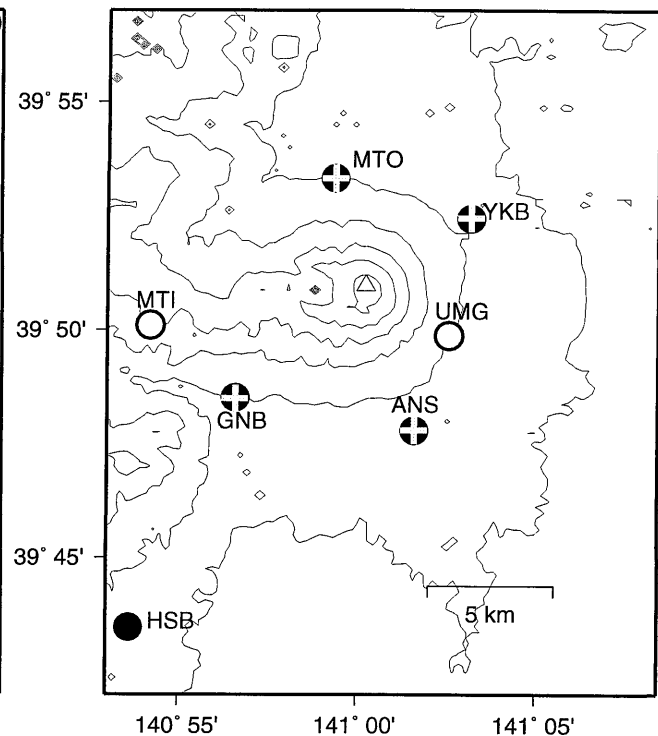 39° 55'
MTO
YKB
MTI
UMG
39° 50'
ANS
GNB
39° 45'
5 km
HSB
140° 55'
141° 00'
141° 05'